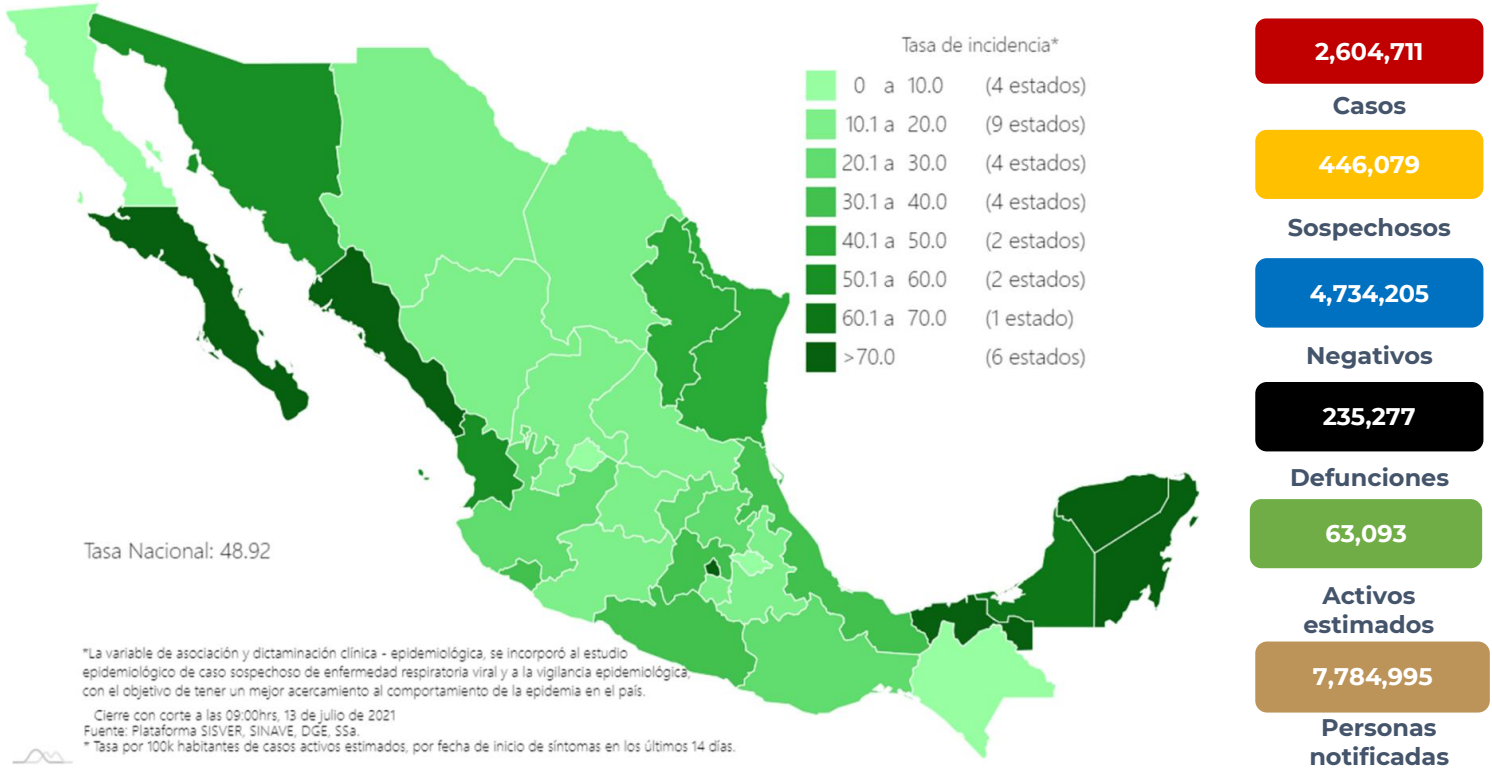 Tasa de incidencia*
0 a 10.0 (4 estados)
10.1 a 20.0 (9 estados)
20.1 a 30.0 (4 estados)
30.1 a 40.0 (4 estados)
40.1 a 50.0 (2 estados)
50.1 a 60.0 (2 estados)
60.1 a 70.0 (1 estado)
>70.0 (6 estados)
2,604,711
Casos
446,079
Sospechosos
4,734,205
Negativos
235,277
Defunciones
63,093
Activos
estimados
7,784,995
Personas
notificadas
Tasa Nacional: 48.92
*La variable de asociación y dictaminación clínica - epidemiológica, se incorporó al estudio
epidemiológico de caso sospechoso de enfermedad respiratoria viral y a la vigilancia epidemiológica,
con el objetivo de tener un mejor acercamiento al comportamiento de la epidemia en el país.
Cierre con corte a las 09:00hrs, 13 de julio de 2021
Fuente: Plataforma SISVER, SINAVE, DGE, SSa.
* Tasa por 100k habitantes de casos activos estimados, por fecha de inicio de síntomas en los últimos 14 días.